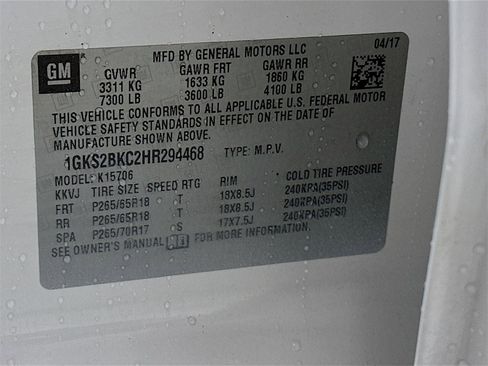 GM
MFD BY GENERAL MOTORS LLC 04/17
GVWR GAWR FRT GAWR RR
3311 KG 1633 KG 1860 KG
7300 LB 3600 LB 4100 LB
THIS VEHICLE CONFORMS TO ALL APPLICABLE U.S. FEDERAL MOTOR
VEHICLE SAFETY STANDARDS IN EFFECT ON THE DATE OF
MANUFACTURE SHOWN ABOVE.
1GKS2BKC2HR294468 TYPE: M.P.V.
MODEL: K15706
KKVJ TIRE SIZE SPEED RTG RIM COLD TIRE PRESSURE
FRT P265/65R18 T 18X8.5J 240KPA(35PSI)
RR P265/65R18 T 18X8.5J 240KPA(35PSI)
SPA P265/70R17 S 17X7.5J 240KPA(35PSI)
SEE OWNER'S MANUAL FOR MORE INFORMATION.